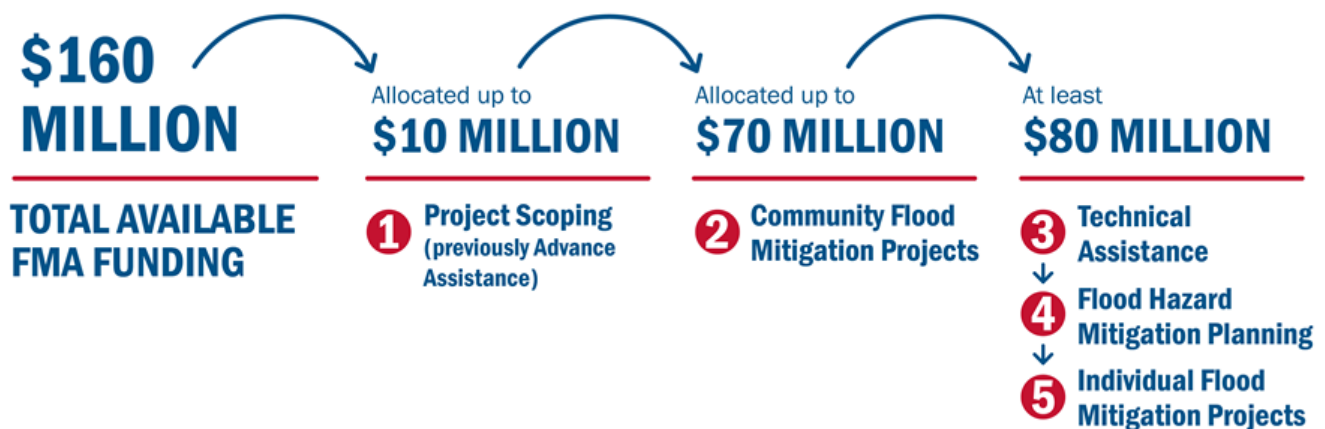 $160
MILLION
TOTAL AVAILABLE
FMA FUNDING
Allocated up to
$10 MILLION
1 Project Scoping
(previously Advance
Assistance)
Allocated up to
$70 MILLION
2 Community Flood
Mitigation Projects
At least
$80 MILLION
3 Technical
Assistance
4 Flood Hazard
Mitigation Planning
5 Individual Flood
Mitigation Projects